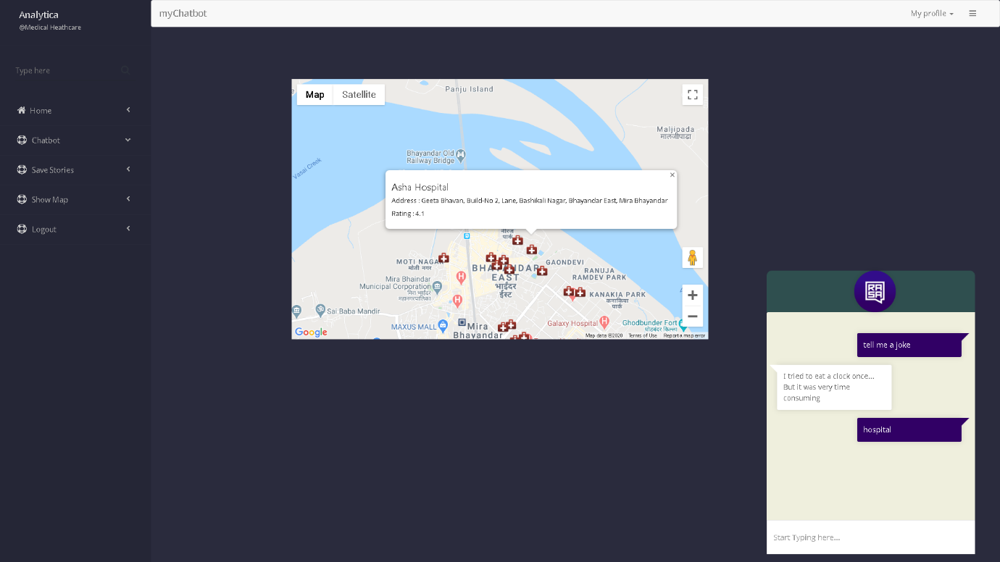 Analytica
@Medical Heathcare
Type here
Home
Chatbot
Save Stories
Show Map
Logout
myChatbot
My profile
Map
Satellite
Panju Island
Maljipada
मालजीपाडा
Bhayandar Old
Railway Bridge
Vasai Creek
Asha Hospital
Address : Geeta Bhavan, Build-No 2, Lane, Bashikali Nagar, Bhayandar East, Mira Bhayandar
Rating : 4.1
पार्क
MOTI NAGAR
मोती नगर
GAONDEVI
EAST
भाईंदर
ईस्ट
RANUJA
RAMDEV PARK
Mira Bhaindar
Municipal Corporation
मिरा भाईंदर
महानगरपालिका
KANAKIA PARK
कनाकिया
पार्क
Sai Baba Mandir
MAXUS MALL
Mira
Bhayandar
Galaxy Hospital
Ghodbunder Fort
घोडबंदर किल्ला
Google
Map data ©2020
Terms of Use
Report a map error
RASA
tell me a joke
I tried to eat a clock once...
But it was very time
consuming
hospital
Start Typing here...